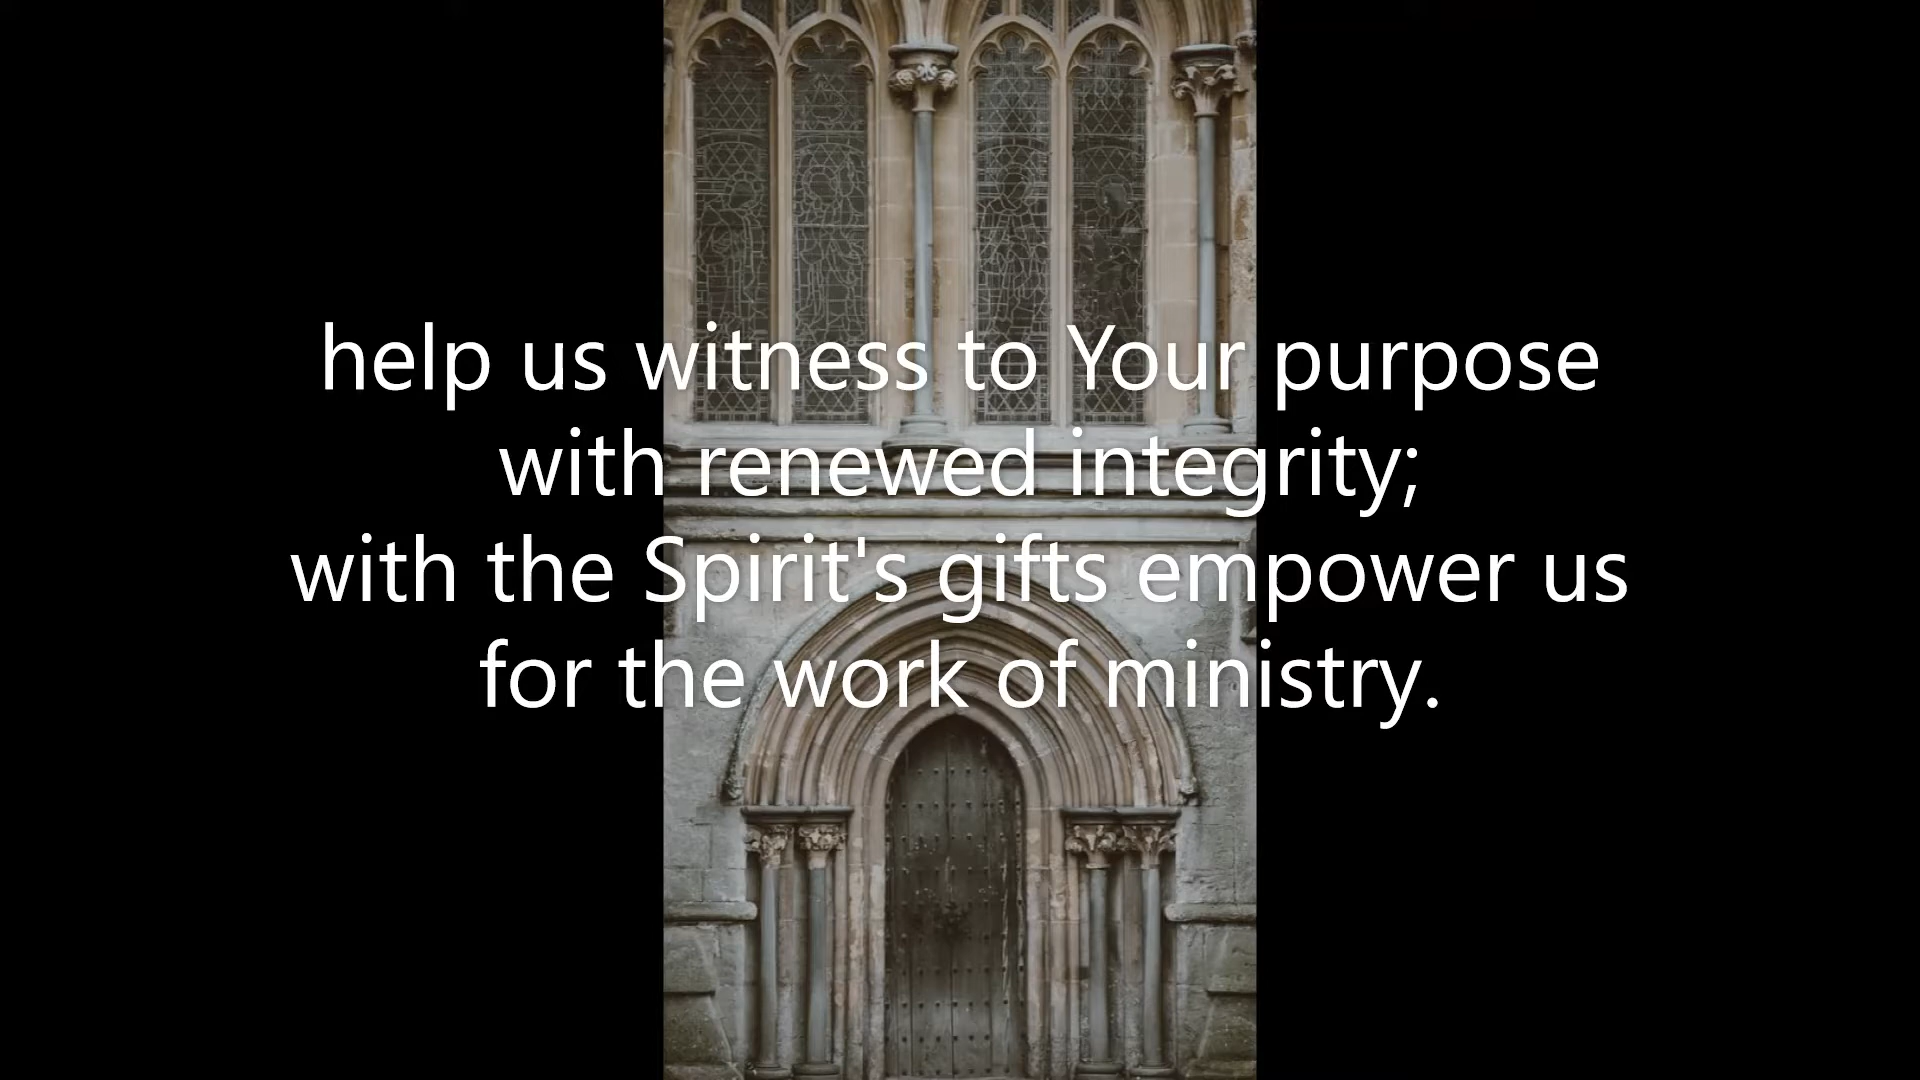 help us witness to Your purpose
with renewed integrity;
with the Spirit's gifts empower us
for the work of ministry.